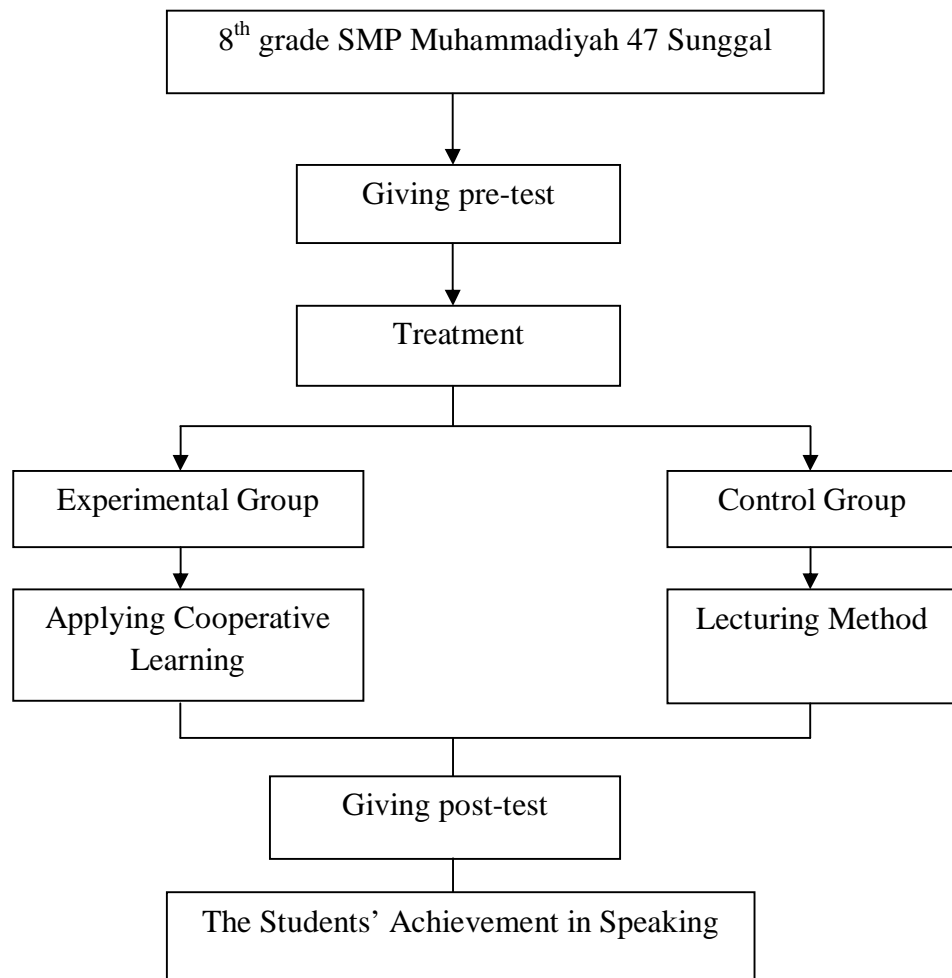 8th grade SMP Muhammadiyah 47 Sunggal
Giving pre-test
Treatment
Experimental Group
Control Group
Applying Cooperative
Learning
Lecturing Method
Giving post-test
The Students’ Achievement in Speaking